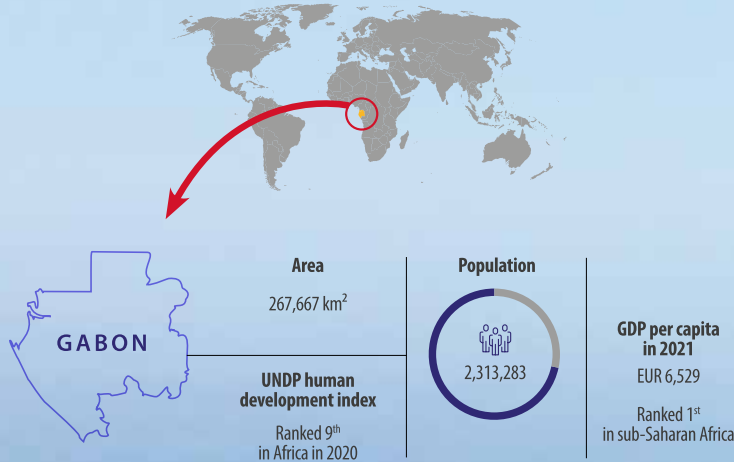 GABON
Area
267,667 km²
UNDP human
development index
Ranked 9th
in Africa in 2020
Population
2,313,283
GDP per capita
in 2021
EUR 6,529
Ranked 1st
in sub-Saharan Africa